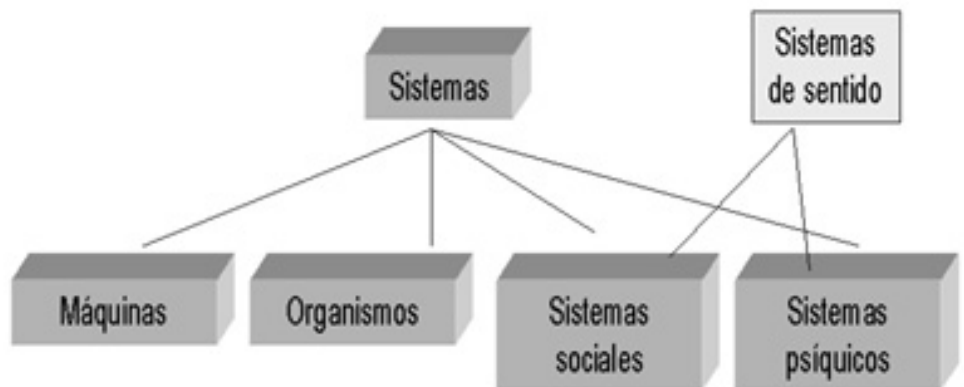 Sistemas
Sistemas
de sentido
Máquinas
Organismos
Sistemas
sociales
Sistemas
psíquicos